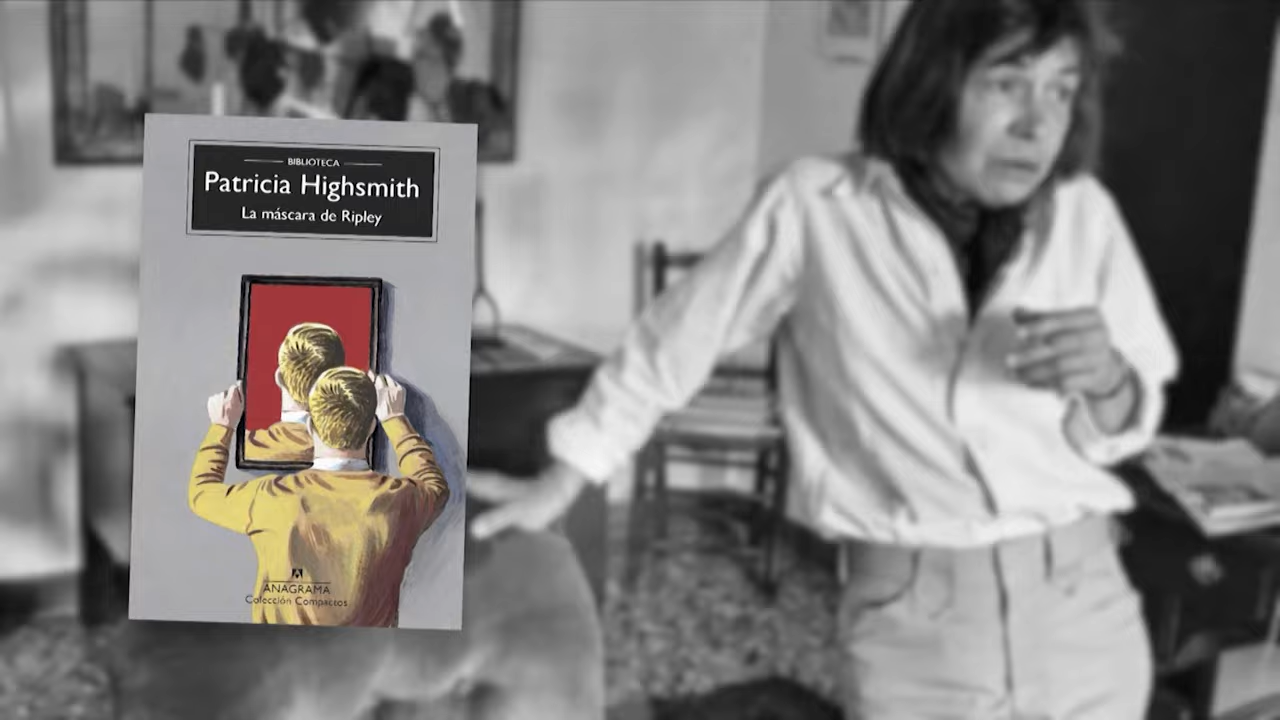 BIBLIOTECA
Patricia Highsmith
La máscara de Ripley
ANAGRAMA
Colección Compactos